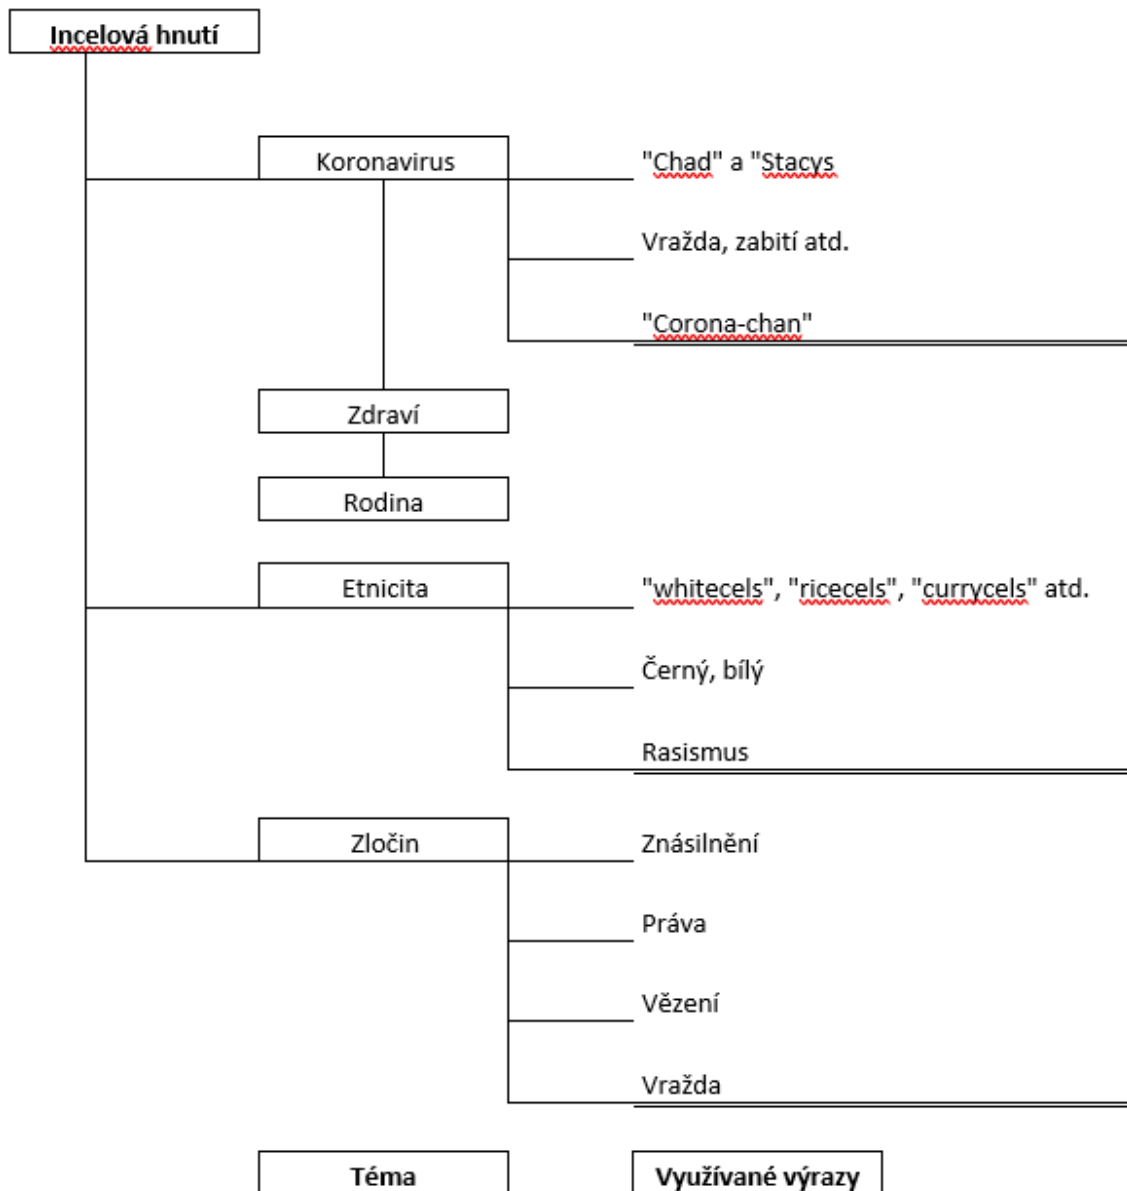 Incelová hnutí
Koronavirus
"Chad" a "Stacys
Vražda, zabití atd.
"Corona-chan"
Zdraví
Rodina
Etnicita
"whitecels", "ricecels", "currycels" atd.
Černý, bílý
Rasismus
Zločin
Znásilnění
Práva
Vězení
Vražda
Téma
Využívané výrazy